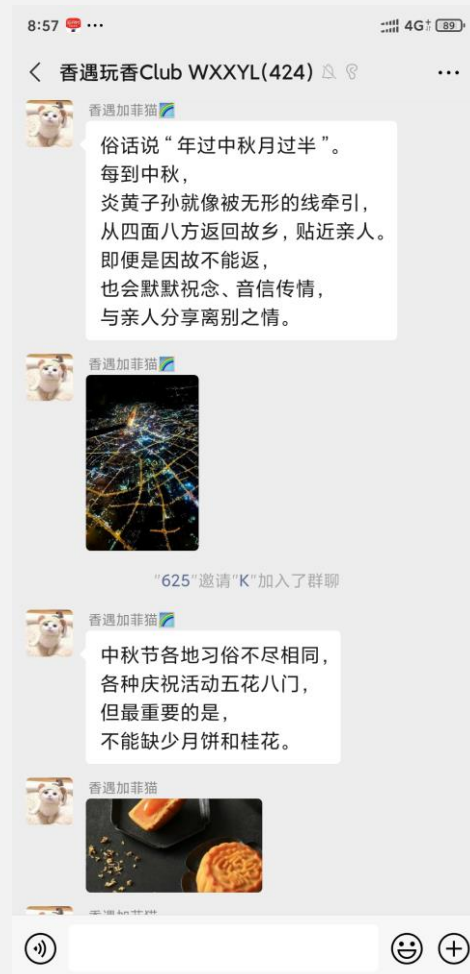 8:57 ···
4G 89
香遇玩香Club WXXYL(424)
香遇加菲猫
俗话说“年过中秋月过半”。
每到中秋，
炎黄子孙就像被无形的线牵引，
从四面八方返回故乡，贴近亲人。
即便是因故不能返，
也会默默祝念、音信传情，
与亲人分享离别之情。
香遇加菲猫
"625"邀请"K"加入了群聊
香遇加菲猫
中秋节各地习俗不尽相同，
各种庆祝活动五花八门，
但最重要的是，
不能缺少月饼和桂花。
香遇加菲猫